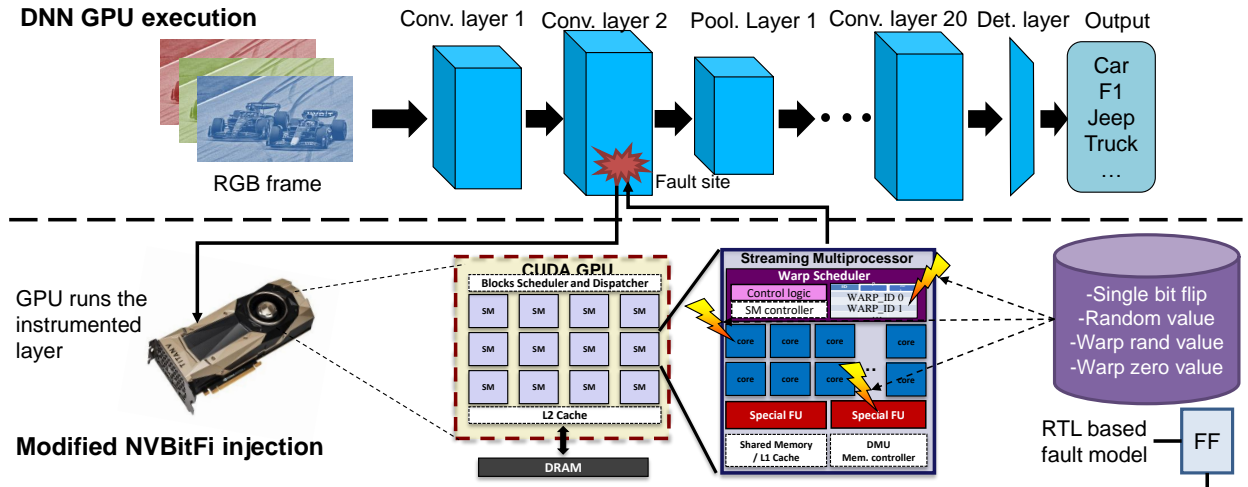 DNN GPU execution
Conv. layer 1
Conv. layer 2
Pool. Layer 1
Conv. layer 20
Det. layer
Output
Car
F1
Jeep
Truck
…
RGB frame
Fault site
GPU runs the
instrumented
layer
TITAN V
CUDA GPU
Blocks Scheduler and Dispatcher
SM
SM
SM
SM
SM
SM
SM
SM
SM
SM
SM
SM
L2 Cache
DRAM
Streaming Multiprocessor
Warp Scheduler
Control logic
SM controller
WARP_ID 0
WARP_ID 1
core
core
core
core
..
core
core
core
core
Special FU
Special FU
Shared Memory
/ L1 Cache
DMU
Mem. controller
-Single bit flip
-Random value
-Warp rand value
-Warp zero value
Modified NVBitFi injection
RTL based
fault model
FF